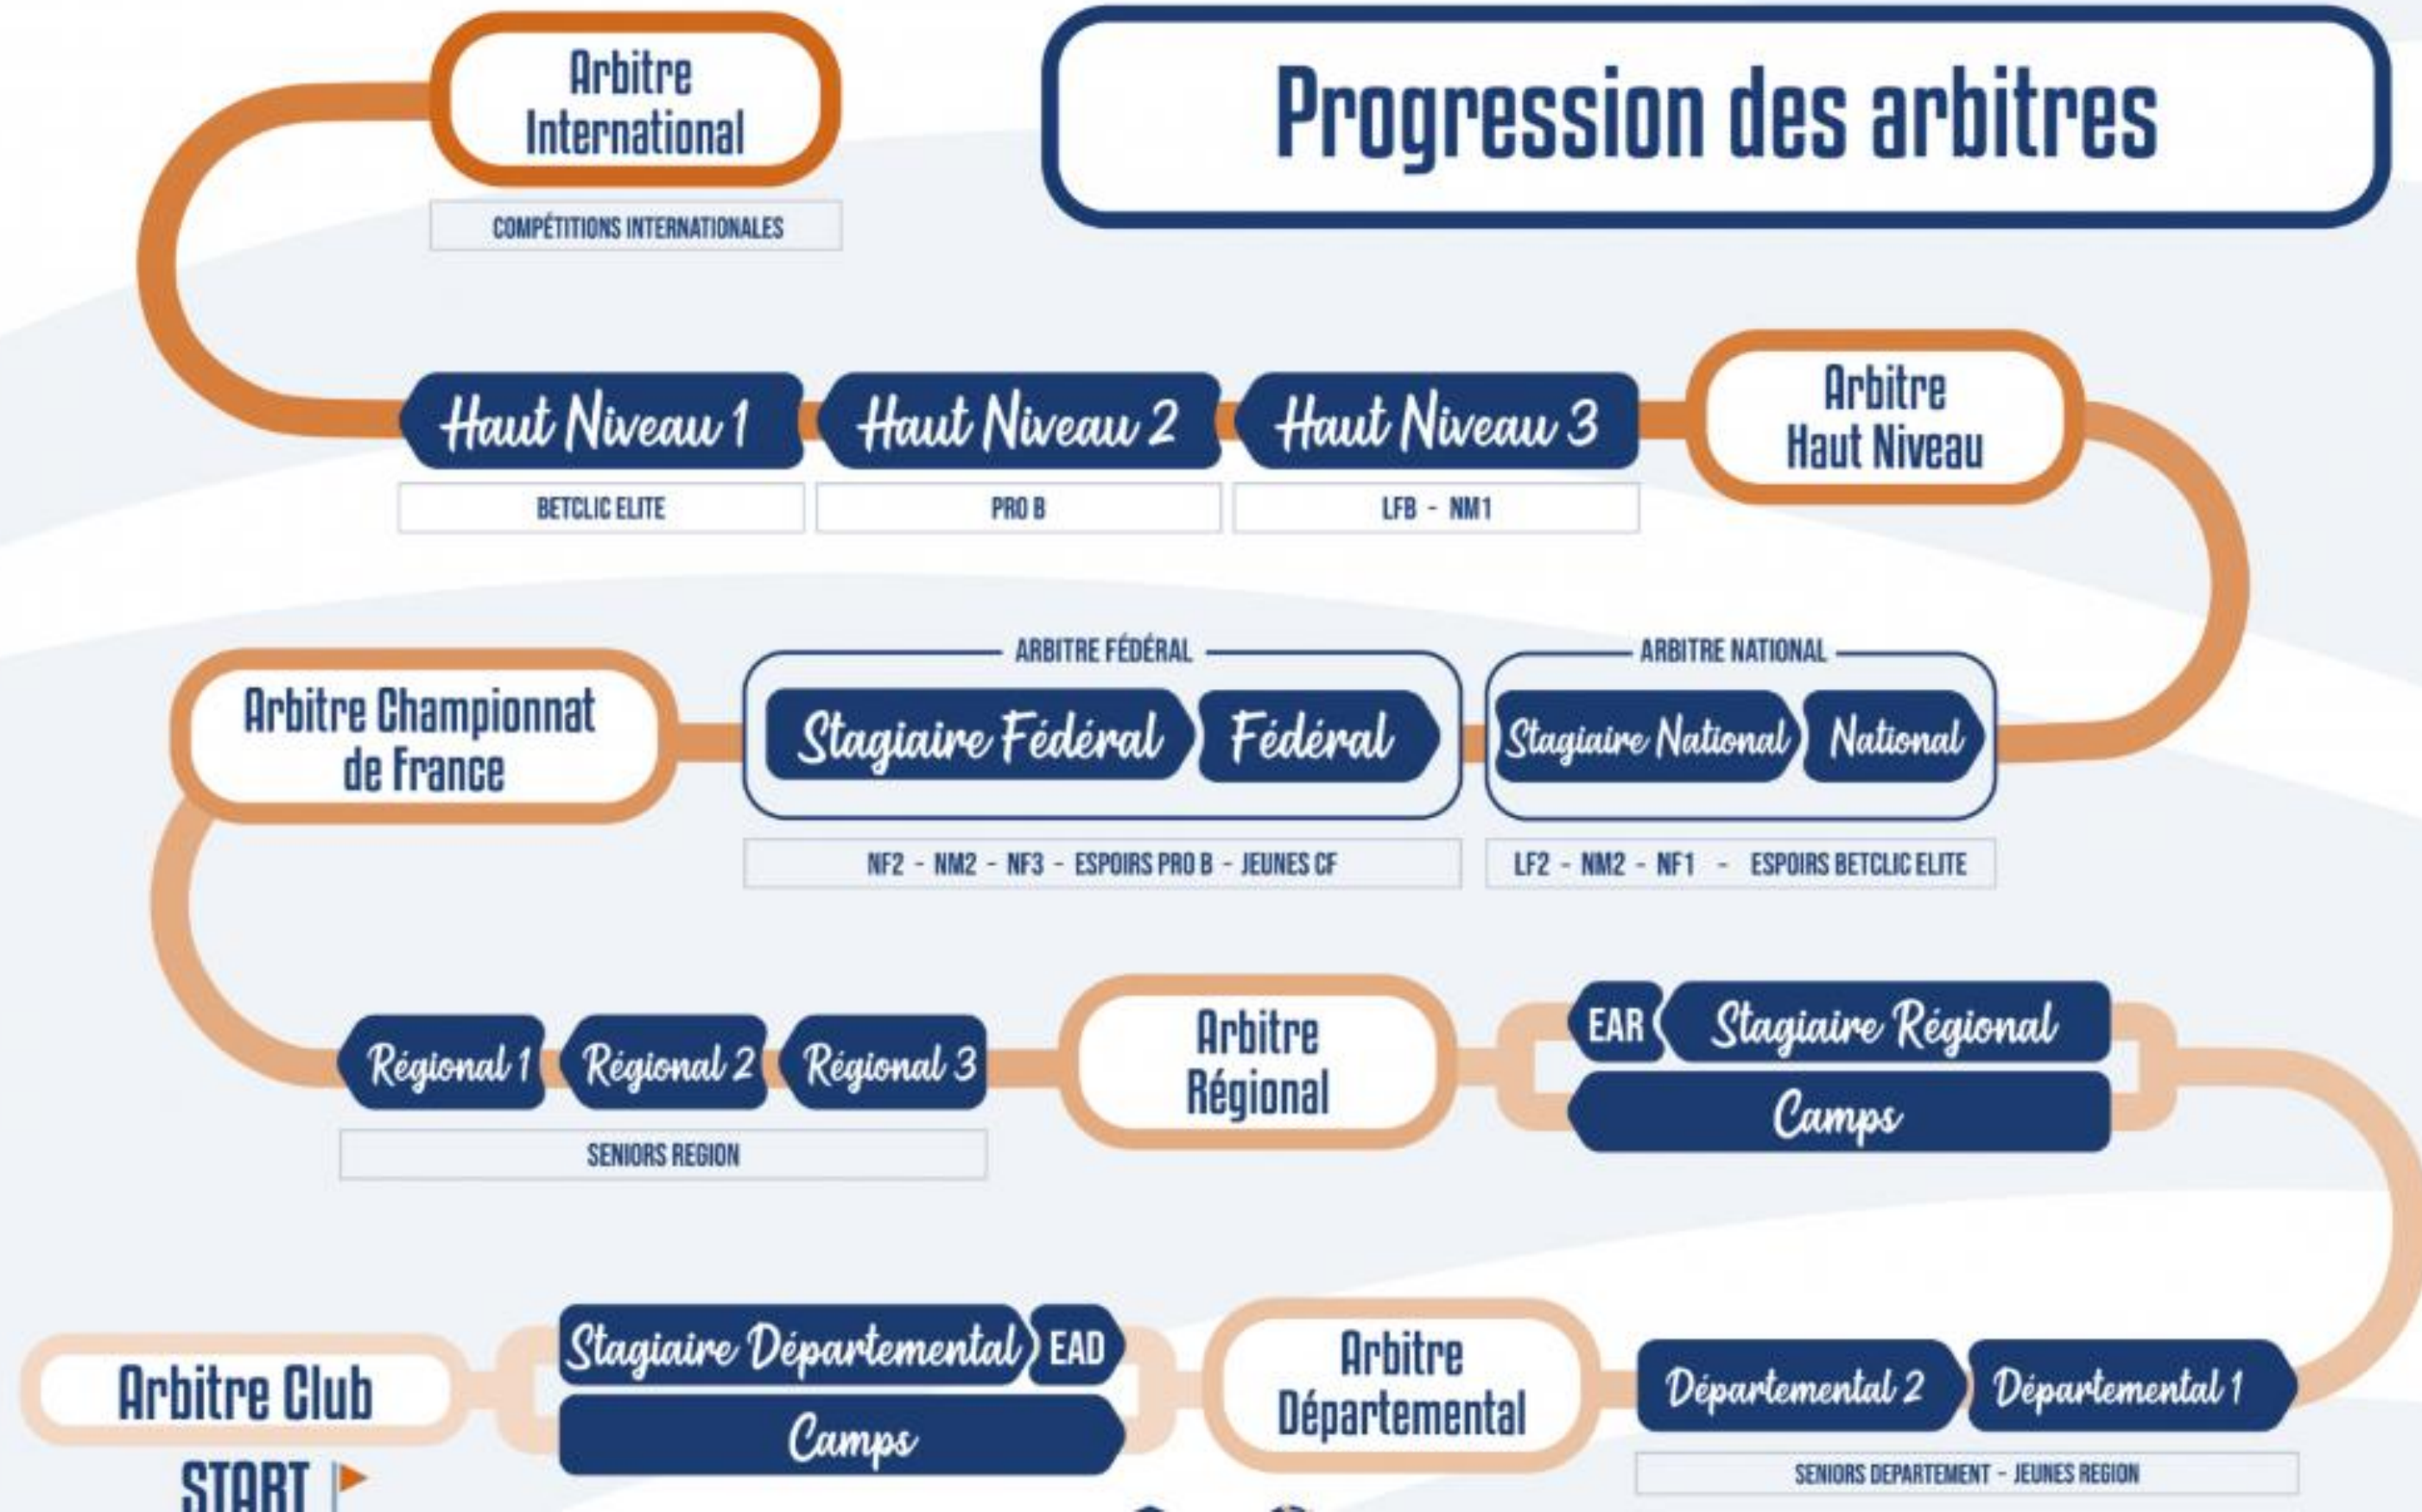 Arbitre
International
COMPÉTITIONS INTERNATIONALES
Progression des arbitres
Haut Niveau 1
Haut Niveau 2
Haut Niveau 3
Arbitre
Haut Niveau
BETCLIC ELITE
PRO B
LFB - NM1
Arbitre Championnat
de France
ARBITRE FÉDÉRAL
Stagiaire Fédéral
Fédéral
NF2 - NM2 - NF3 - ESPOIRS PRO B - JEUNES CF
ARBITRE NATIONAL
Stagiaire National
National
LF2 - NM2 - NF1 - ESPOIRS BETCLIC ELITE
Régional 1
Régional 2
Régional 3
SENIORS REGION
Arbitre
Régional
EAR
Stagiaire Régional
Camps
Arbitre Club
START
Stagiaire Départemental
EAD
Camps
Arbitre
Départemental
Départemental 2
Départemental 1
SENIORS DEPARTEMENT - JEUNES REGION